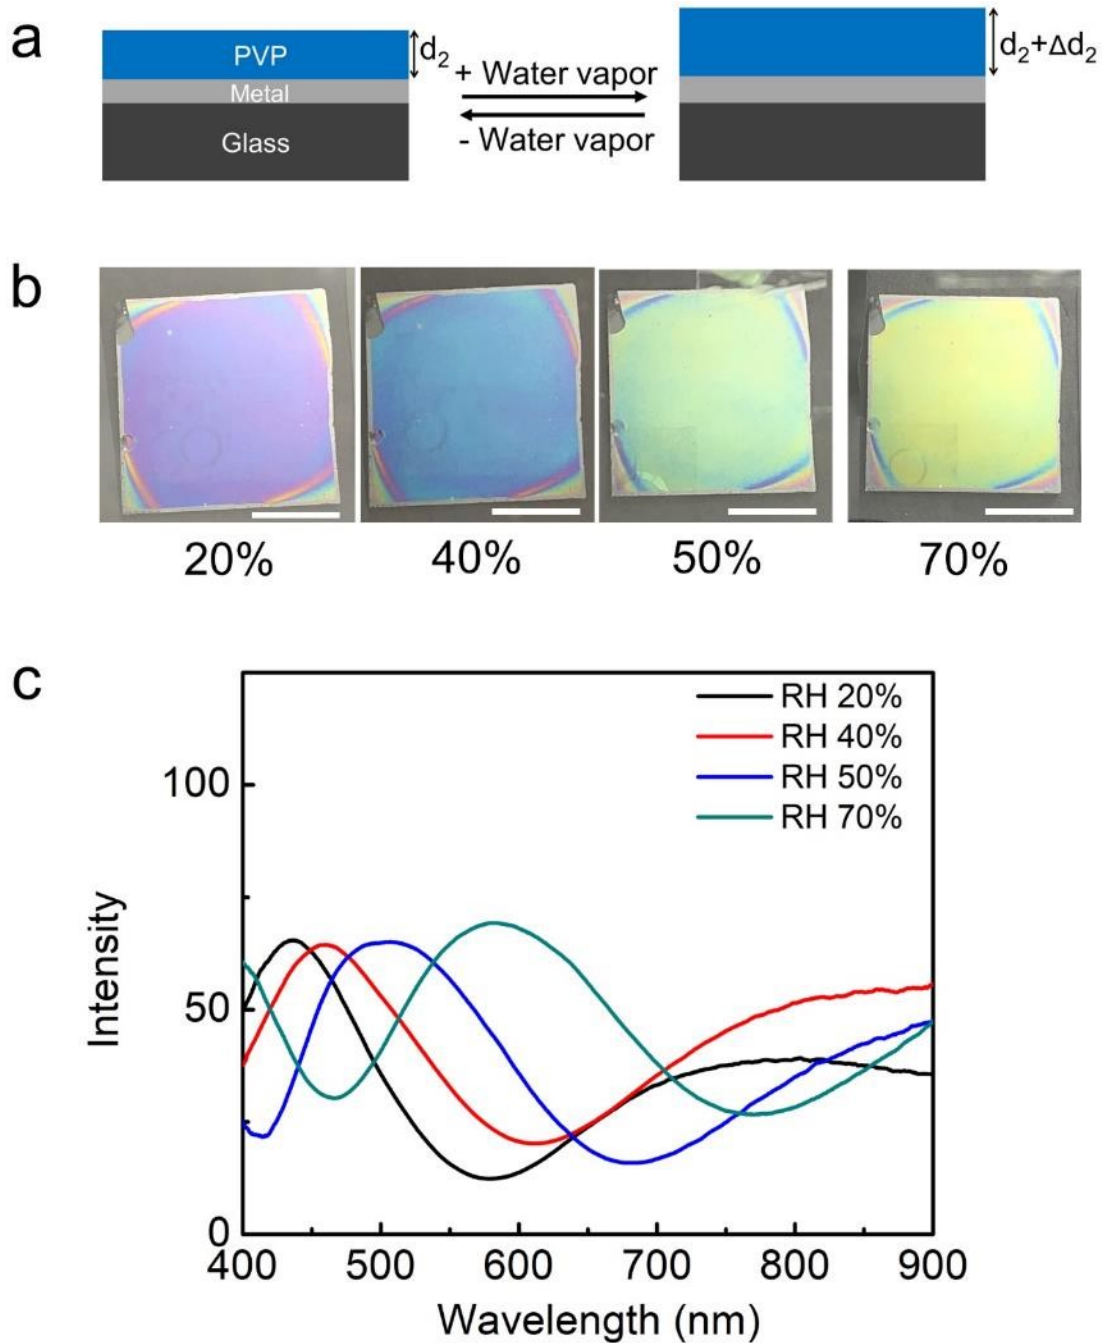 a
PVP
d₂
Metal
Glass
+ Water vapor
- Water vapor
d₂+Δd₂
b
20%
40%
50%
70%
c
RH 20%
RH 40%
RH 50%
RH 70%
100
50
0
Intensity
400 500 600 700 800 900
Wavelength (nm)